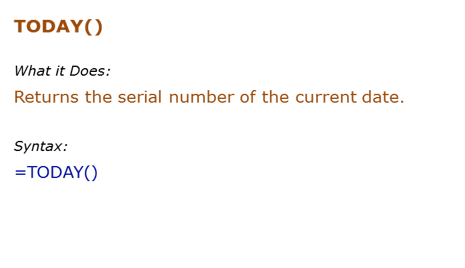 TODAY()
What it Does:
Returns the serial number of the current date.
Syntax:
=TODAY()